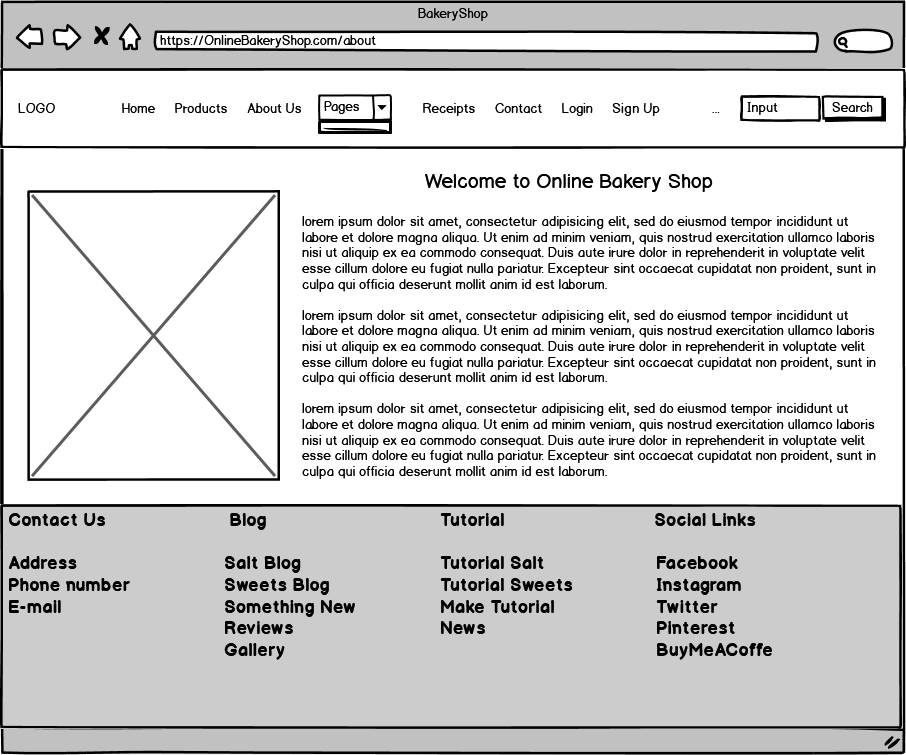 BakeryShop
https://OnlineBakeryShop.com/about
LOGO Home Products About Us Pages Receipts Contact Login Sign Up ... Input Search
Welcome to Online Bakery Shop
lorem ipsum dolor sit amet, consectetur adipisicing elit, sed do eiusmod tempor incididunt ut
labore et dolore magna aliqua. Ut enim ad minim veniam, quis nostrud exercitation ullamco laboris
nisi ut aliquip ex ea commodo consequat. Duis aute irure dolor in reprehenderit in voluptate velit
esse cillum dolore eu fugiat nulla pariatur. Excepteur sint occaecat cupidatat non proident, sunt in
culpa qui officia deserunt mollit anim id est laborum.
lorem ipsum dolor sit amet, consectetur adipisicing elit, sed do eiusmod tempor incididunt ut
labore et dolore magna aliqua. Ut enim ad minim veniam, quis nostrud exercitation ullamco laboris
nisi ut aliquip ex ea commodo consequat. Duis aute irure dolor in reprehenderit in voluptate velit
esse cillum dolore eu fugiat nulla pariatur. Excepteur sint occaecat cupidatat non proident, sunt in
culpa qui officia deserunt mollit anim id est laborum.
lorem ipsum dolor sit amet, consectetur adipisicing elit, sed do eiusmod tempor incididunt ut
labore et dolore magna aliqua. Ut enim ad minim veniam, quis nostrud exercitation ullamco laboris
nisi ut aliquip ex ea commodo consequat. Duis aute irure dolor in reprehenderit in voluptate velit
esse cillum dolore eu fugiat nulla pariatur. Excepteur sint occaecat cupidatat non proident, sunt in
culpa qui officia deserunt mollit anim id est laborum.
Contact Us
Address
Phone number
E-mail
Blog
Salt Blog
Sweets Blog
Something New
Reviews
Gallery
Tutorial
Tutorial Salt
Tutorial Sweets
Make Tutorial
News
Social Links
Facebook
Instagram
Twitter
Pinterest
BuyMeACoffe